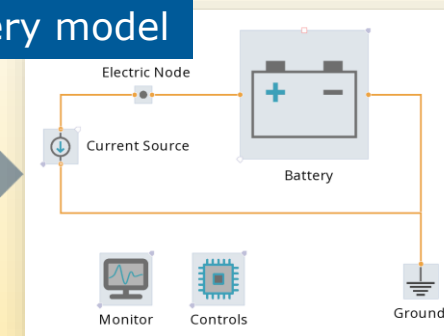 ery model
Electric Node
Current Source
Battery
Monitor
Controls
Ground